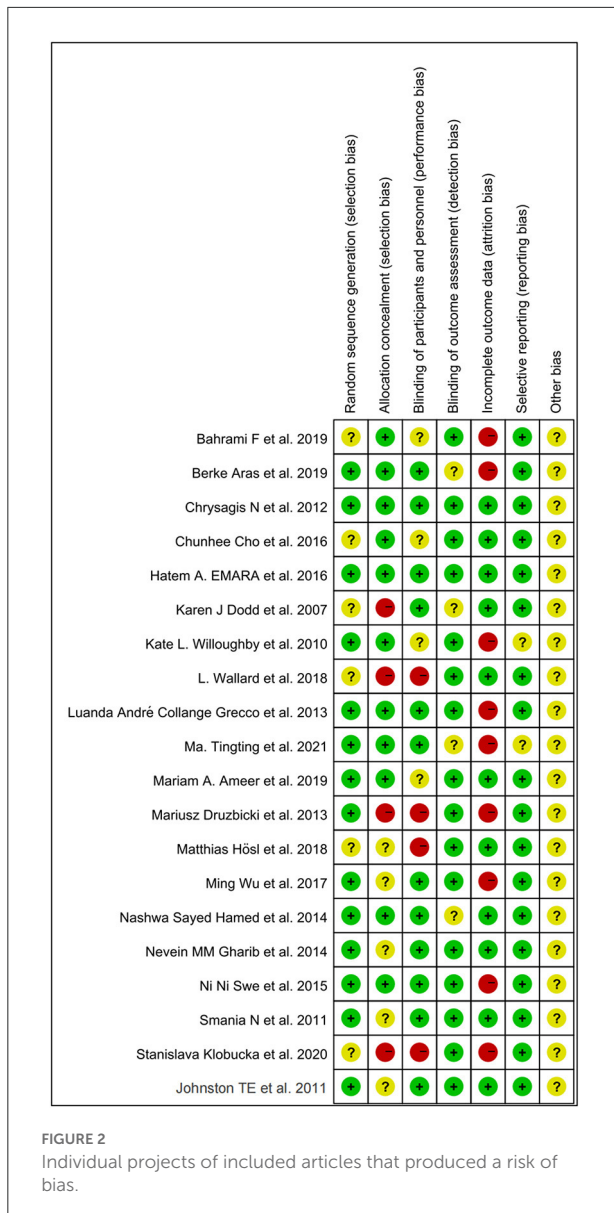 Random sequence generation (selection bias)
Allocation concealment (selection bias)
Blinding of participants and personnel (performance bias)
Blinding of outcome assessment (detection bias)
Incomplete outcome data (attrition bias)
Selective reporting (reporting bias)
Other bias
Bahrami F et al. 2019 ? + ? + - + ?
Berke Aras et al. 2019 + + + ? - + ?
Chrysagis N et al. 2012 + + + + + + ?
Chunhee Cho et al. 2016 ? + ? + + + ?
Hatem A. EMARA et al. 2016 + + + + + + ?
Karen J Dodd et al. 2007 ? - + ? + + ?
Kate L. Willoughby et al. 2010 + + ? + - ? ?
L. Wallard et al. 2018 ? - - + + + ?
Luanda André Collange Grecco et al. 2013 + + + + - + ?
Ma. Tingting et al. 2021 + + + ? - ? ?
Mariam A. Ameer et al. 2019 + + ? + + + ?
Mariusz Druzbicki et al. 2013 + - - + - + ?
Matthias Hösl et al. 2018 ? ? - + + + ?
Ming Wu et al. 2017 + ? + + - + ?
Nashwa Sayed Hamed et al. 2014 + + + ? + + ?
Nevein MM Gharib et al. 2014 + ? + + + + ?
Ni Ni Swe et al. 2015 + + + + - + ?
Smania N et al. 2011 + ? + + + + ?
Stanislava Klobucka et al. 2020 ? - - + - + ?
Johnston TE et al. 2011 + ? + + + + ?
FIGURE 2
Individual projects of included articles that produced a risk of
bias.